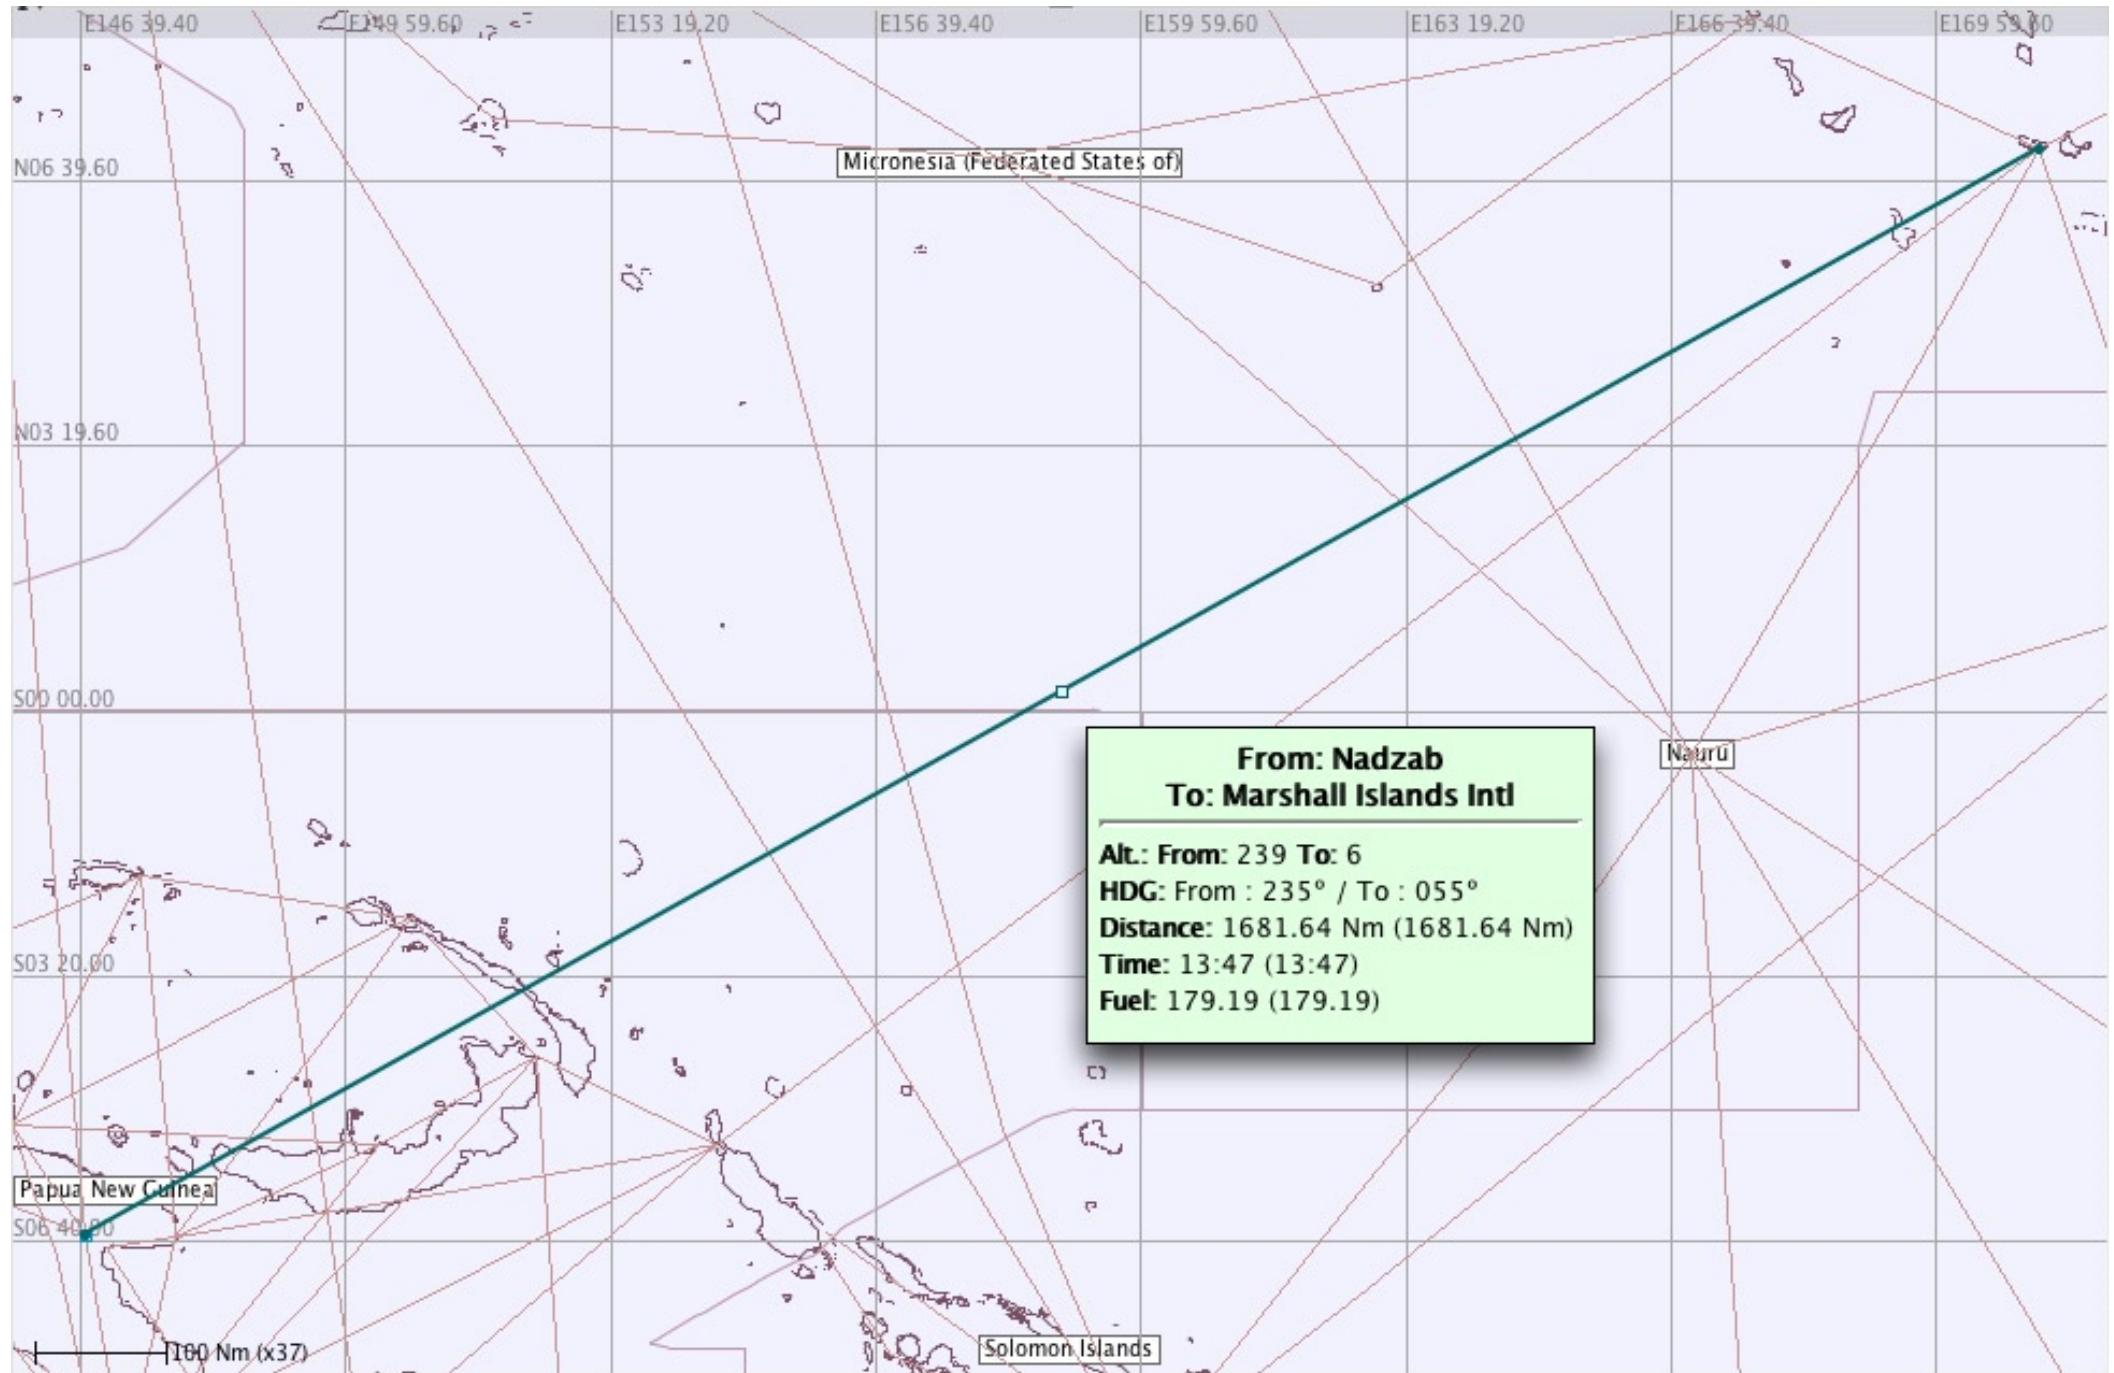 E146 39.40 E149 59.60 E153 19.20 E156 39.40 E159 59.60 E163 19.20 E166 39.40 E169 59.60
Micronesia (Federated States of)
N06 39.60
N03 19.60
S00 00.00
Nauru
From: Nadzab
To: Marshall Islands Intl
Alt.: From: 239 To: 6
HDG: From : 235° / To : 055°
Distance: 1681.64 Nm (1681.64 Nm)
Time: 13:47 (13:47)
Fuel: 179.19 (179.19)
S03 20.00
Papua New Guinea
S06 40.00
Solomon Islands
100 Nm (x37)